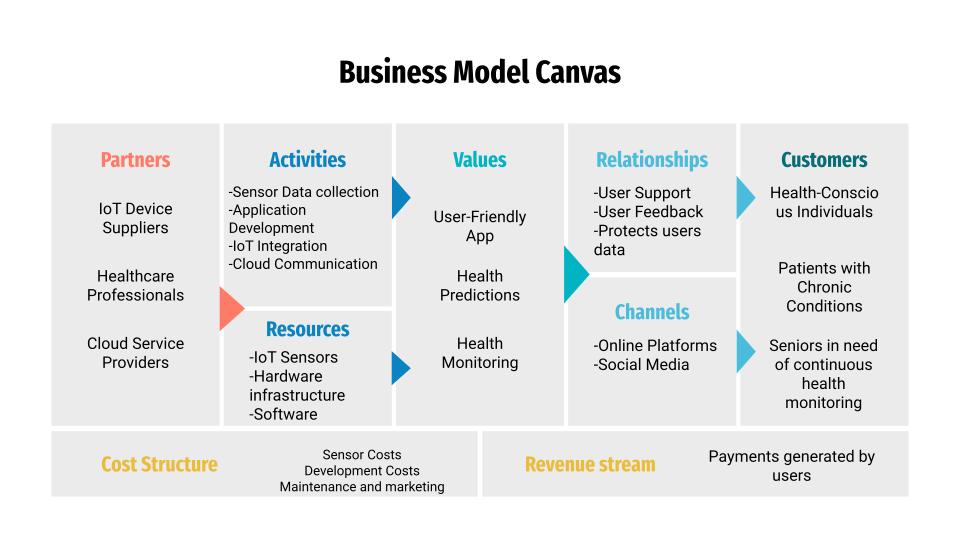 Business Model Canvas
Partners
IoT Device
Suppliers
Healthcare
Professionals
Cloud Service
Providers
Activities
-Sensor Data collection
-Application
Development
-IoT Integration
-Cloud Communication
Resources
-IoT Sensors
-Hardware
infrastructure
-Software
Values
User-Friendly
App
Health
Predictions
Health
Monitoring
Relationships
-User Support
-User Feedback
-Protects users
data
Channels
-Online Platforms
-Social Media
Customers
Health-Conscio
us Individuals
Patients with
Chronic
Conditions
Seniors in need
of continuous
health
monitoring
Cost Structure
Sensor Costs
Development Costs
Maintenance and marketing
Revenue stream
Payments generated by
users